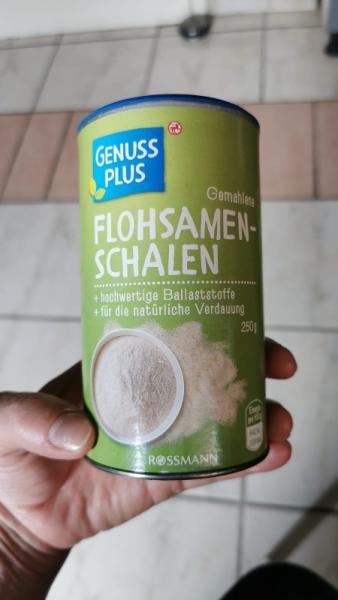 GENUSS
PLUS
Gemahlene
FLOHSAMEN-
SCHALEN
+ hochwertige Ballaststoffe
+ für die natürliche Verdauung
250g
ROSSMANN